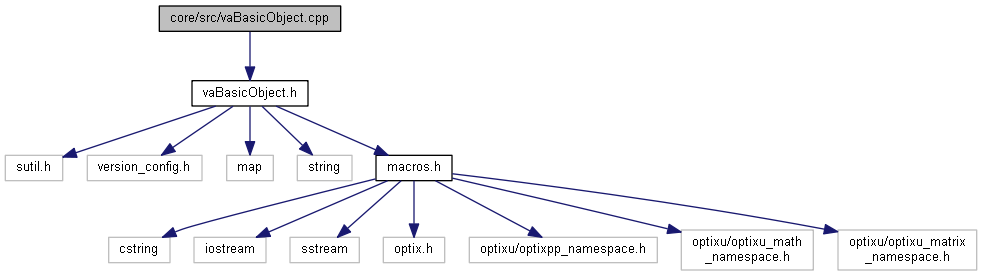 core/src/vaBasicObject.cpp
vaBasicObject.h
sutil.h
version_config.h
map
string
macros.h
cstring
iostream
sstream
optix.h
optixu/optixpp_namespace.h
optixu/optixu_math
_namespace.h
optixu/optixu_matrix
_namespace.h